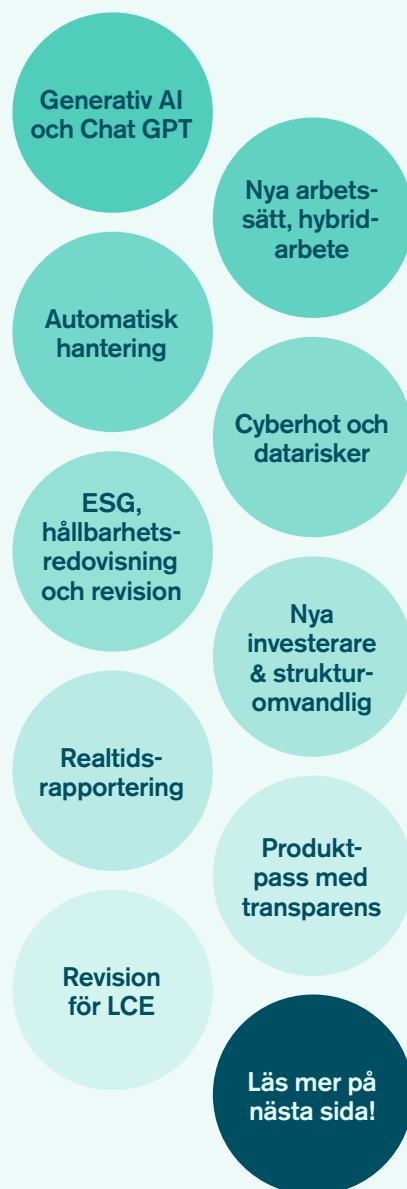 Generativ AI
och Chat GPT
Nya arbets-
sätt, hybrid-
arbete
Automatisk
hantering
Cyberhot och
datarisker
ESG,
hållbarhets-
redovisning
och revision
Nya
investerare
& struktur-
omvandlig
Realtids-
rapportering
Produkt-
pass med
transparens
Revision
för LCE
Läs mer på
nästa sida!